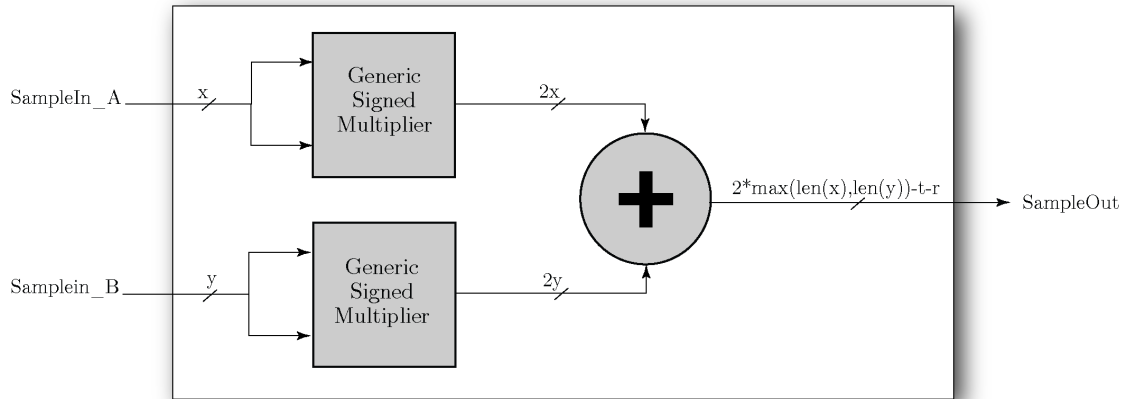 SampleIn_A
x
Generic
Signed
Multiplier
2x
2*max(len(x),len(y))-t-r
SampleOut
Samplein_B
y
Generic
Signed
Multiplier
2y